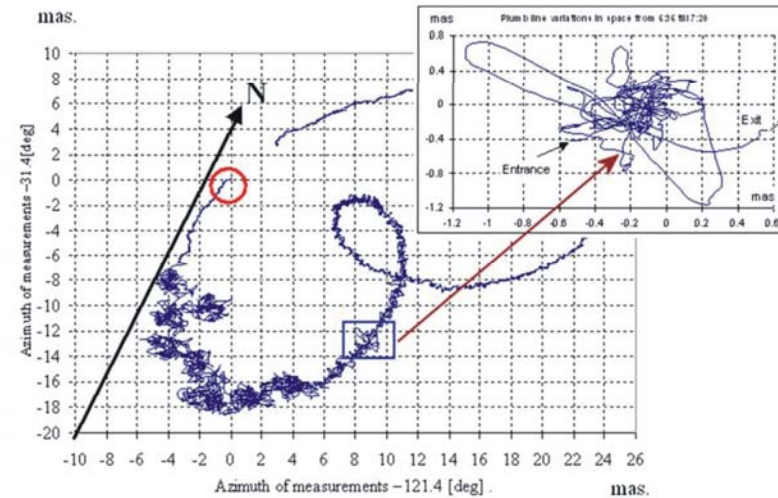 mas.
mas
Plumb line variations in space from 6:36 till 7:20
0.8
0.4
0
-0.4
-0.8
-1.2
-1.2 -1 -0.8 -0.6 -0.4 -0.2 0 0.2 0.4 0.6
Entrance
Exit
mas
10
8
6
4
2
0
-2
-4
-6
-8
-10
-12
-14
-16
-18
-20
N
Azimuth of measurements –31.4[deg]
-10 -8 -6 -4 -2 0 2 4 6 8 10 12 14 16 18 20 22 24 26
Azimuth of measurements –121.4 [deg] .
mas.